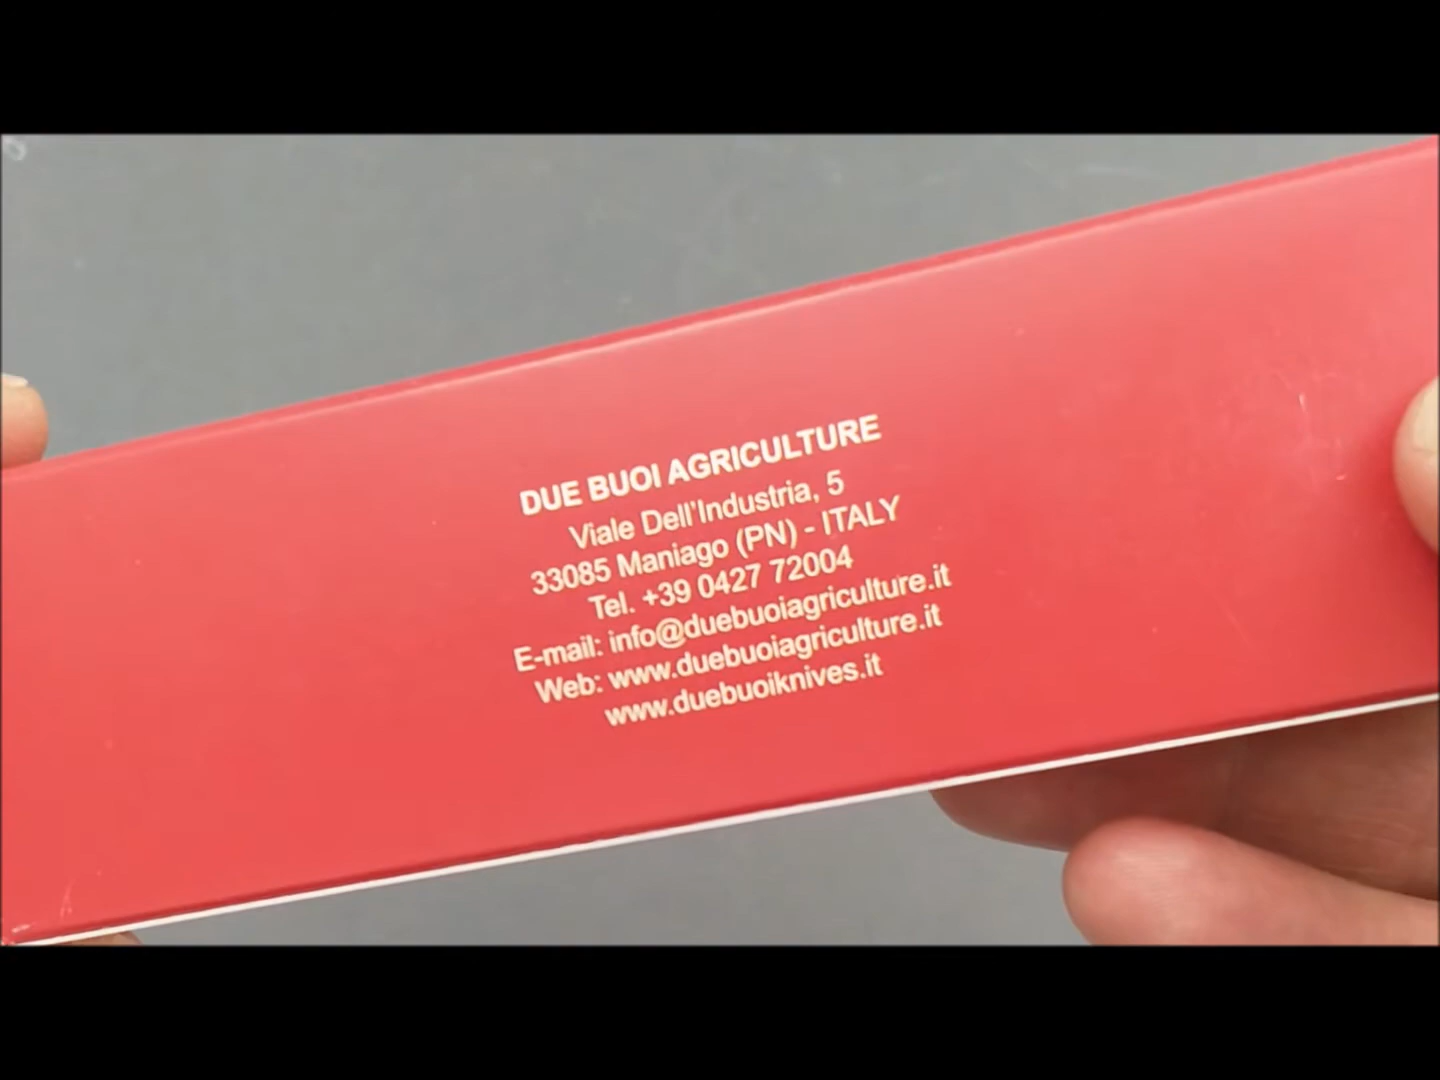 DUE BUOI AGRICULTURE
Viale Dell'Industria, 5
33085 Maniago (PN) - ITALY
Tel. +39 0427 72004
E-mail: info@duebuoiagriculture.it
Web: www.duebuoiagriculture.it
www.duebuoiknives.it